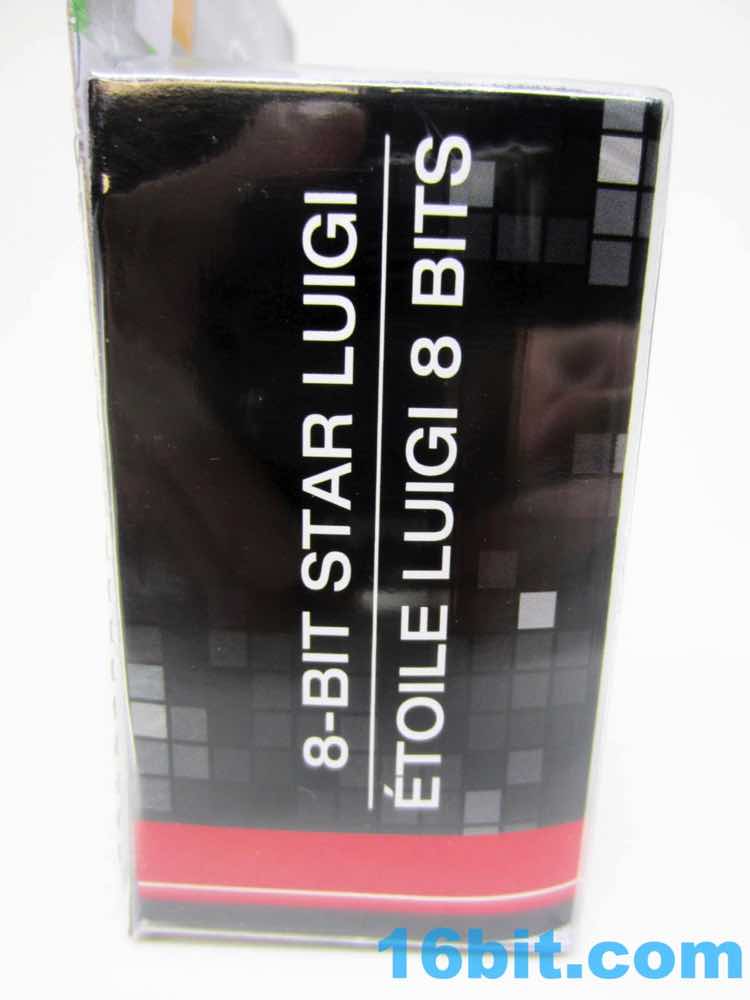 8-BIT STAR LUIGI
ÉTOILE LUIGI 8 BITS
16bit.com